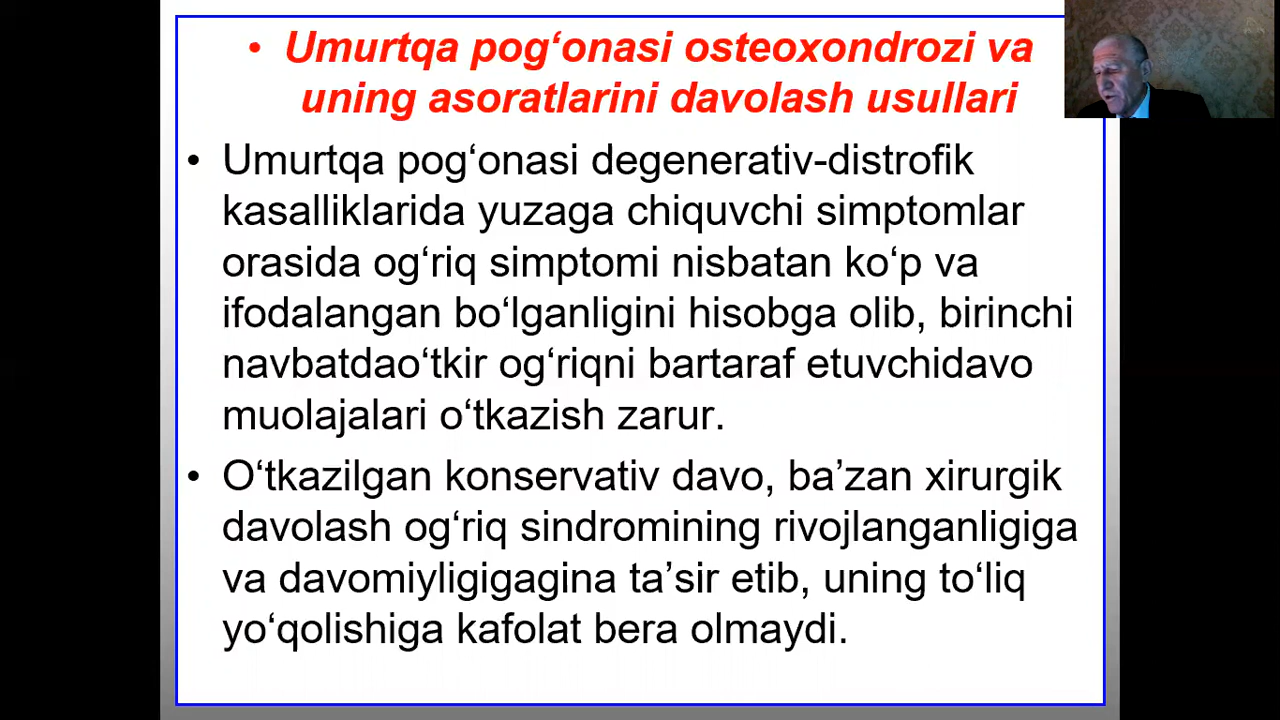 • Umurtqa pog‘onasi osteoxondrozi va
uning asoratlarini davolash usullari
• Umurtqa pog‘onasi degenerativ-distrofik
kasalliklarida yuzaga chiquvchi simptomlar
orasida og‘riq simptomi nisbatan ko‘p va
ifodalangan bo‘lganligini hisobga olib, birinchi
navbatdao‘tkir og‘riqni bartaraf etuvchidavo
muolajalari o‘tkazish zarur.
• O‘tkazilgan konservativ davo, ba’zan xirurgik
davolash og‘riq sindromining rivojlanganligiga
va davomiyligigagina ta’sir etib, uning to‘liq
yo‘qolishiga kafolat bera olmaydi.